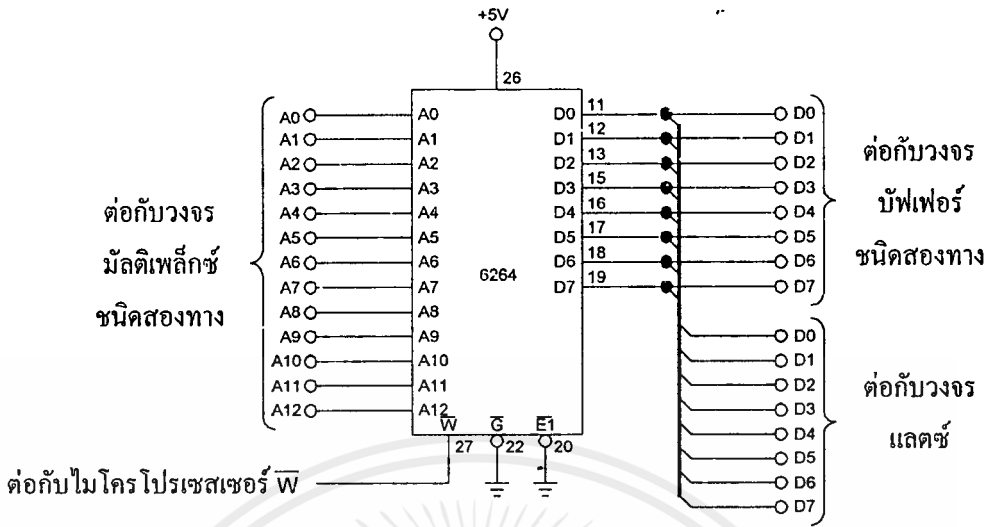 +5V
26
A0 A0 D0 11 D0
A1 A1 D1 12 D1
A2 A2 D2 13 D2
A3 A3 D3 15 D3
A4 A4 D4 16 D4
A5 A5 D5 17 D5
A6 A6 D6 18 D6
A7 A7 D7 19 D7
A8 A8
A9 A9
A10 A10
A11 A11
A12 A12
6264
W̅ G̅ E̅1̅
27 22 20
ต่อกับวงจร
มัลติเพล็กซ์
ชนิดสองทาง
ต่อกับวงจร
บัฟเฟอร์
ชนิดสองทาง
D0
D1
D2
D3
D4
D5
D6
D7
ต่อกับวงจร
แลตซ์
ต่อกับไมโครโปรเซสเซอร์ W̅